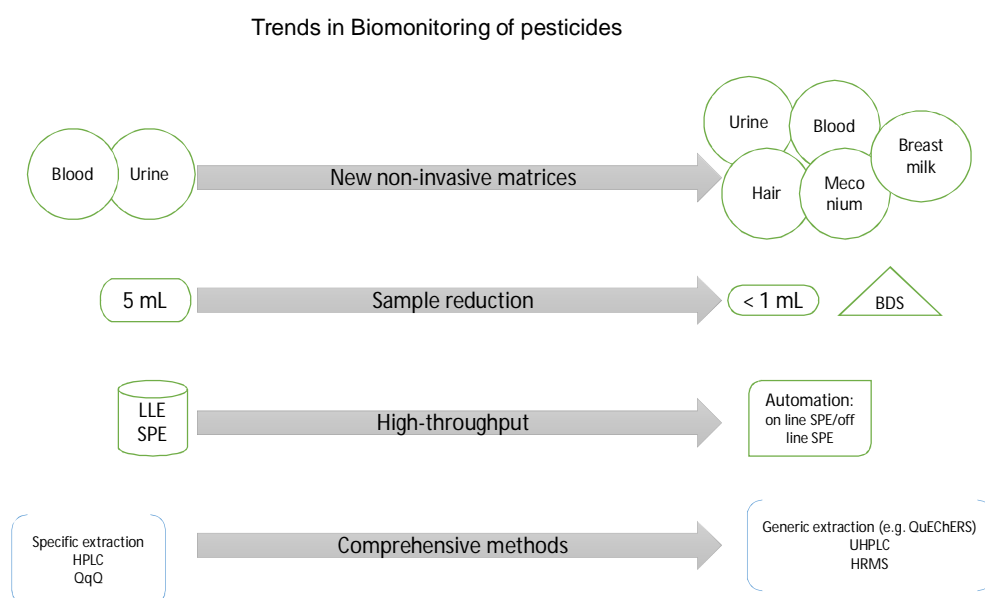 Trends in Biomonitoring of pesticides
Blood
Urine
New non-invasive matrices
Urine
Blood
Breast
milk
Hair
Meco
nium
5 mL
Sample reduction
< 1 mL
BDS
LLE
SPE
High-throughput
Automation:
on line SPE/off
line SPE
Specific extraction
HPLC
QqQ
Comprehensive methods
Generic extraction (e.g. QuEChERS)
UHPLC
HRMS